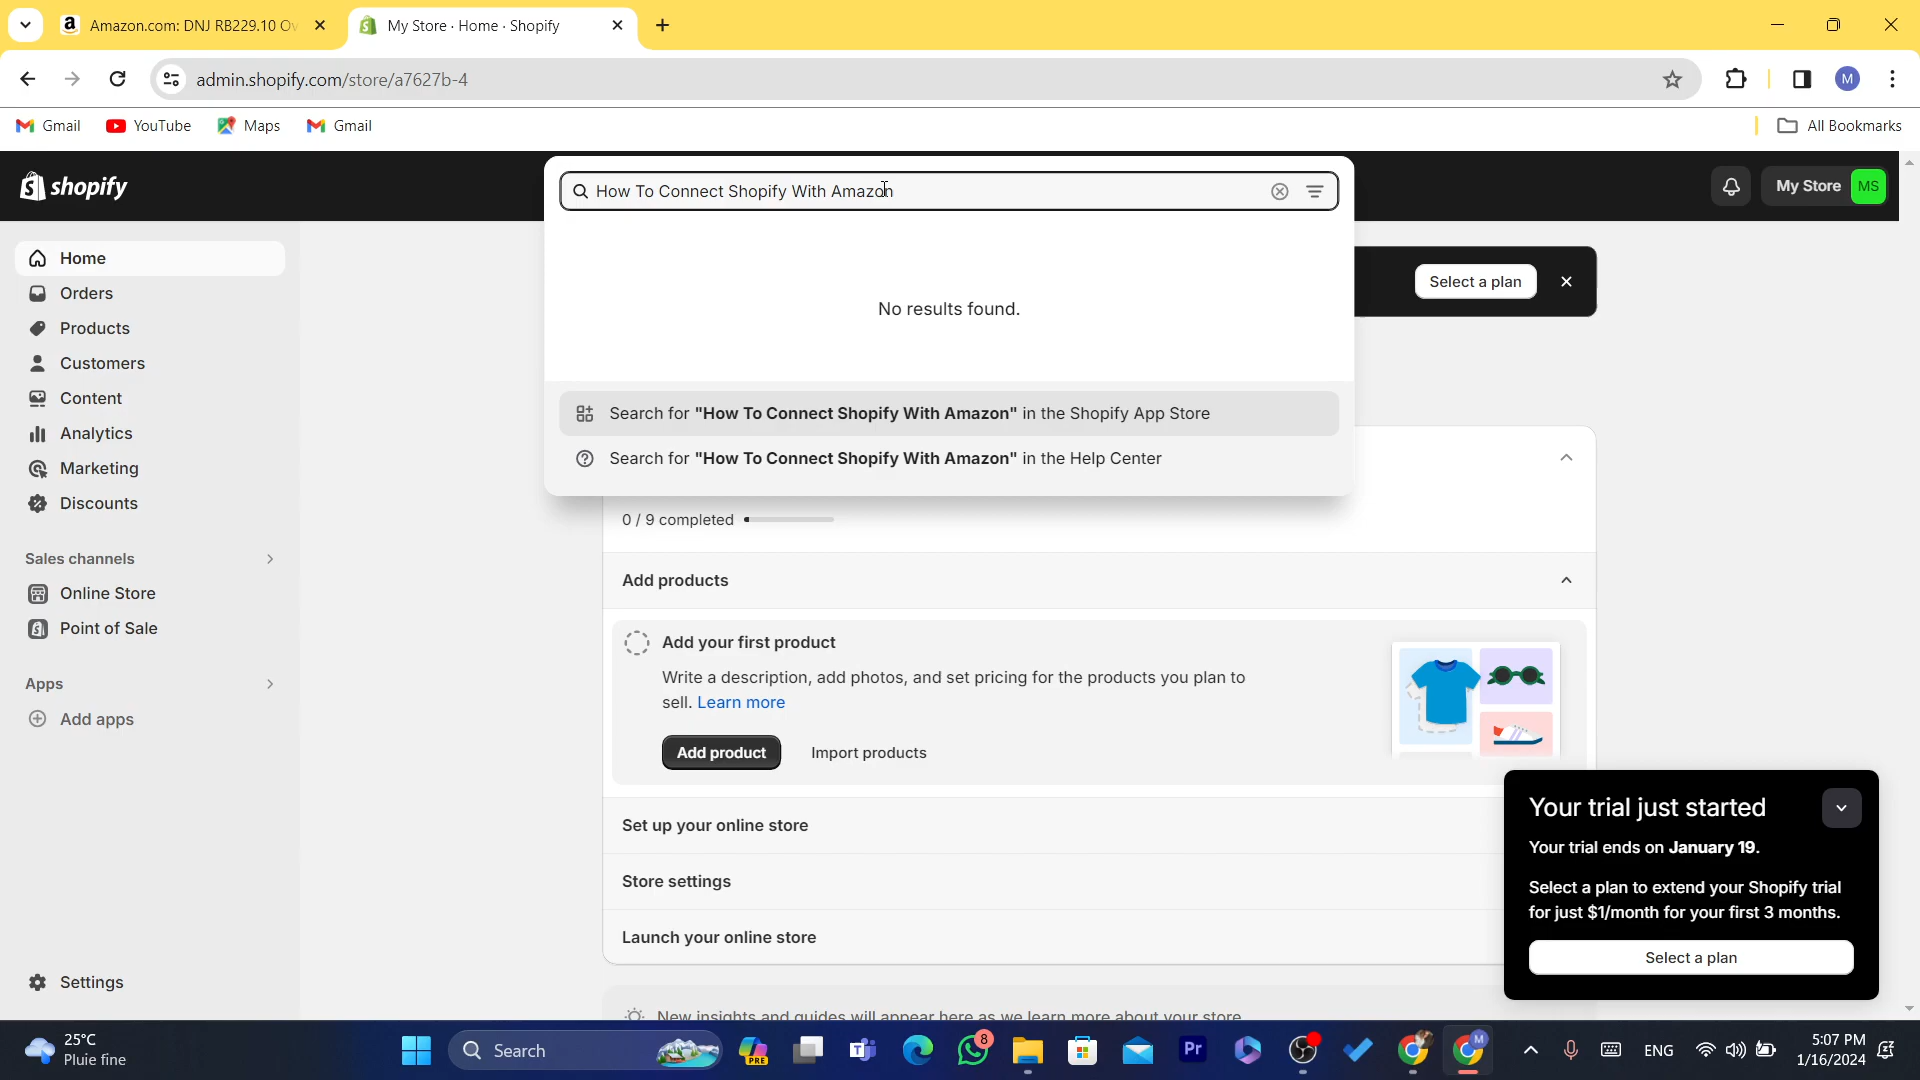 Amazon.com: DNJ RB229.10 Ov
My Store · Home · Shopify
admin.shopify.com/store/a7627b-4
M
Gmail
YouTube
Maps
Gmail
All Bookmarks
shopify
How To Connect Shopify With Amazon
My Store
MS
Home
Orders
Products
Customers
Content
Analytics
Marketing
Discounts
Sales channels
Online Store
Point of Sale
Apps
Add apps
Settings
Select a plan
No results found.
Search for "How To Connect Shopify With Amazon" in the Shopify App Store
Search for "How To Connect Shopify With Amazon" in the Help Center
0 / 9 completed
Add products
Add your first product
Write a description, add photos, and set pricing for the products you plan to
sell. Learn more
Add product
Import products
Set up your online store
Store settings
Launch your online store
New insights and guides will appear here as we learn more about your store
Your trial just started
Your trial ends on January 19.
Select a plan to extend your Shopify trial
for just $1/month for your first 3 months.
Select a plan
25°C
Pluie fine
Search
PRE
8
Pr
M
ENG
5:07 PM
1/16/2024